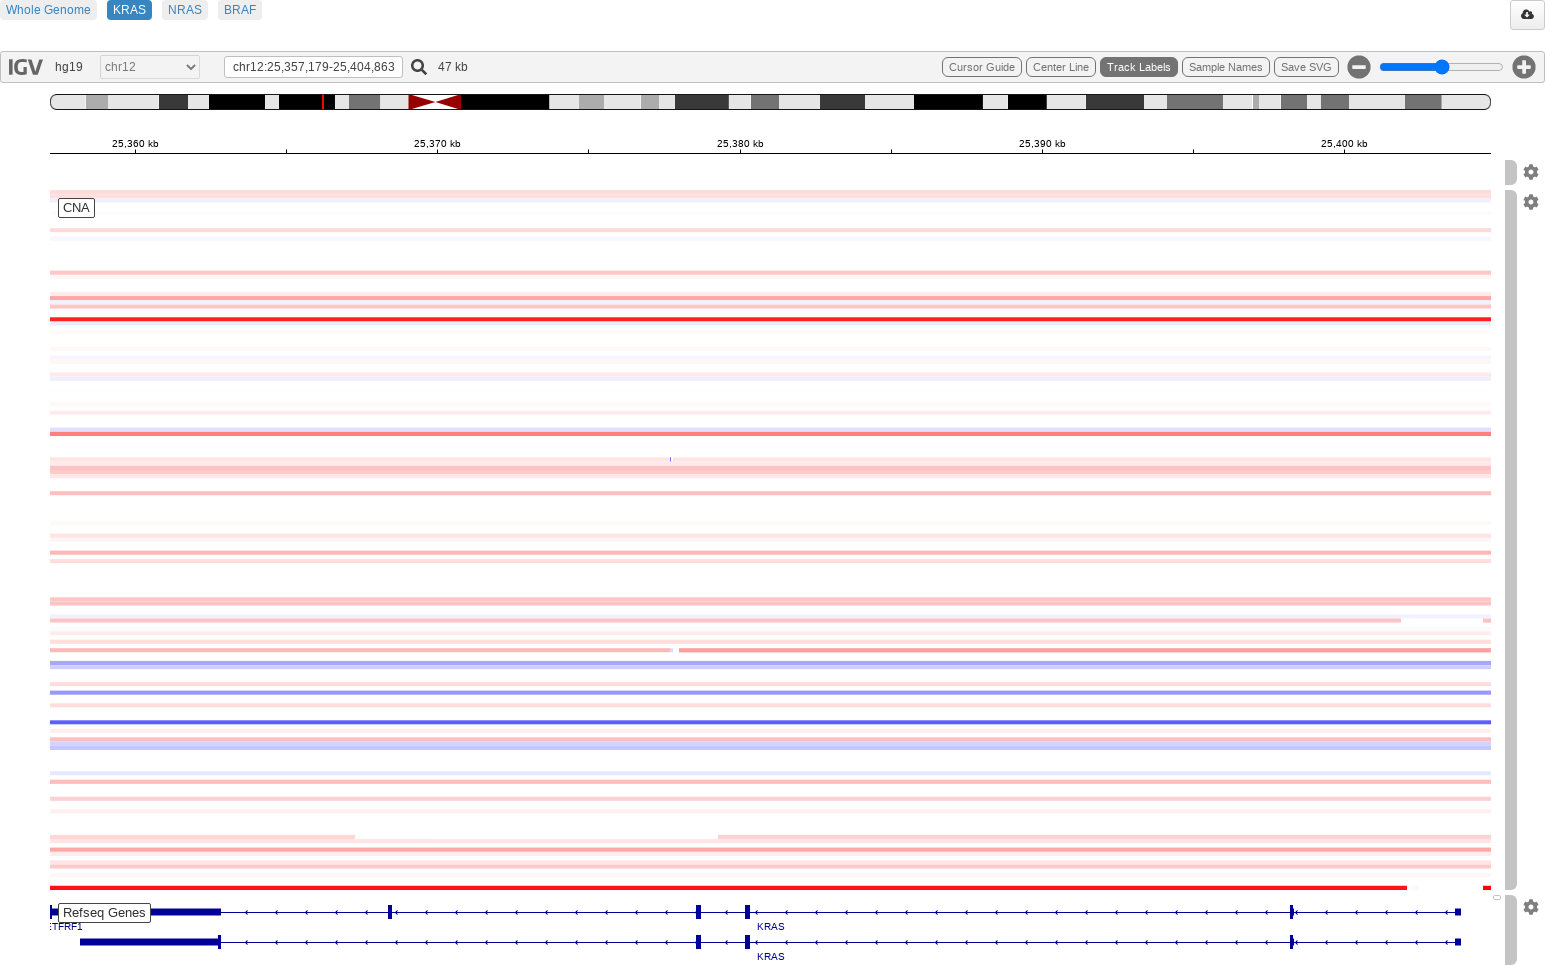 Whole Genome KRAS NRAS BRAF
IGV hg19 chr12 chr12:25,357,179-25,404,863 47 kb Cursor Guide Center Line Track Labels Sample Names Save SVG
25,360 kb 25,370 kb 25,380 kb 25,390 kb 25,400 kb
CNA
Refseq Genes
TFRF1 KRAS
KRAS